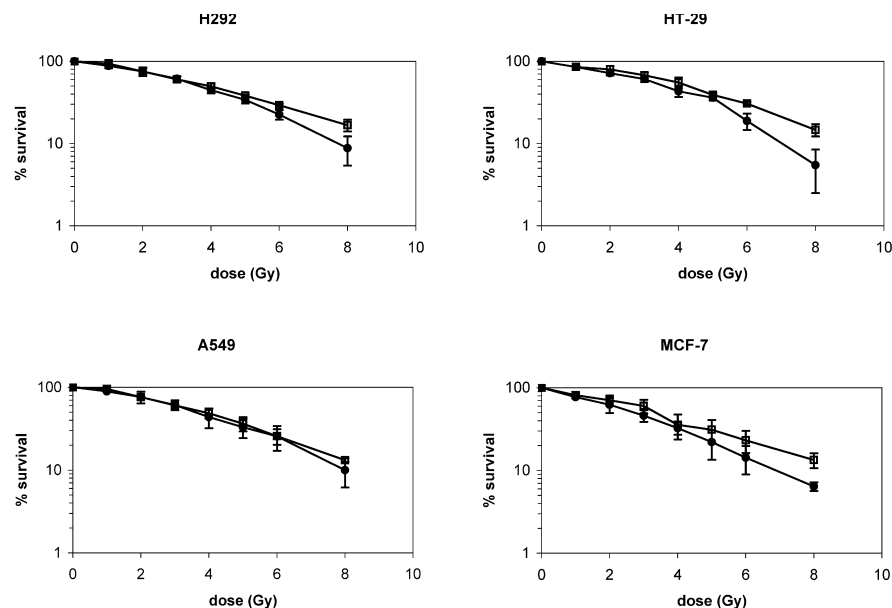 H292
HT-29
100
10
1
% survival
0 2 4 6 8 10
dose (Gy)
100
10
1
% survival
0 2 4 6 8 10
dose (Gy)
A549
MCF-7
100
10
1
% survival
0 2 4 6 8 10
dose (Gy)
100
10
1
% survival
0 2 4 6 8 10
dose (Gy)